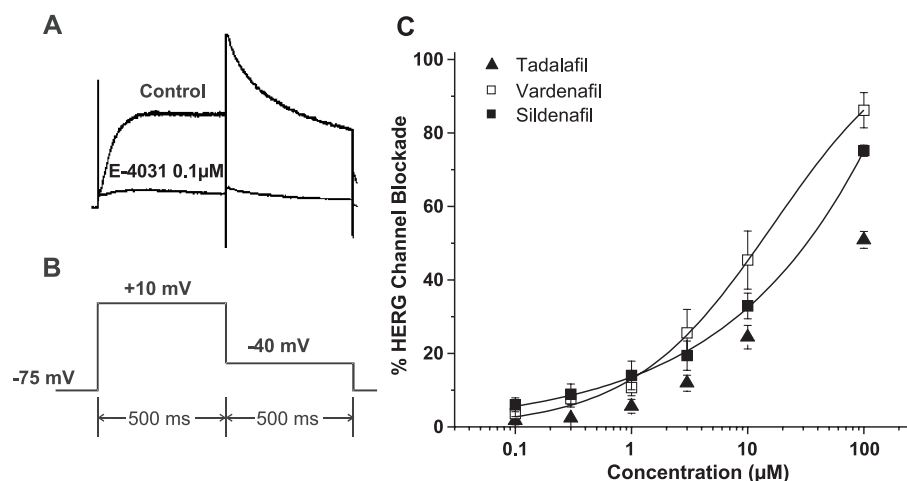 A
Control
E-4031 0.1µM
B
+10 mV
-40 mV
-75 mV
500 ms
500 ms
C
Tadalafil
Vardenafil
Sildenafil
% HERG Channel Blockade
100
80
60
40
20
0
0.1
1
10
100
Concentration (µM)